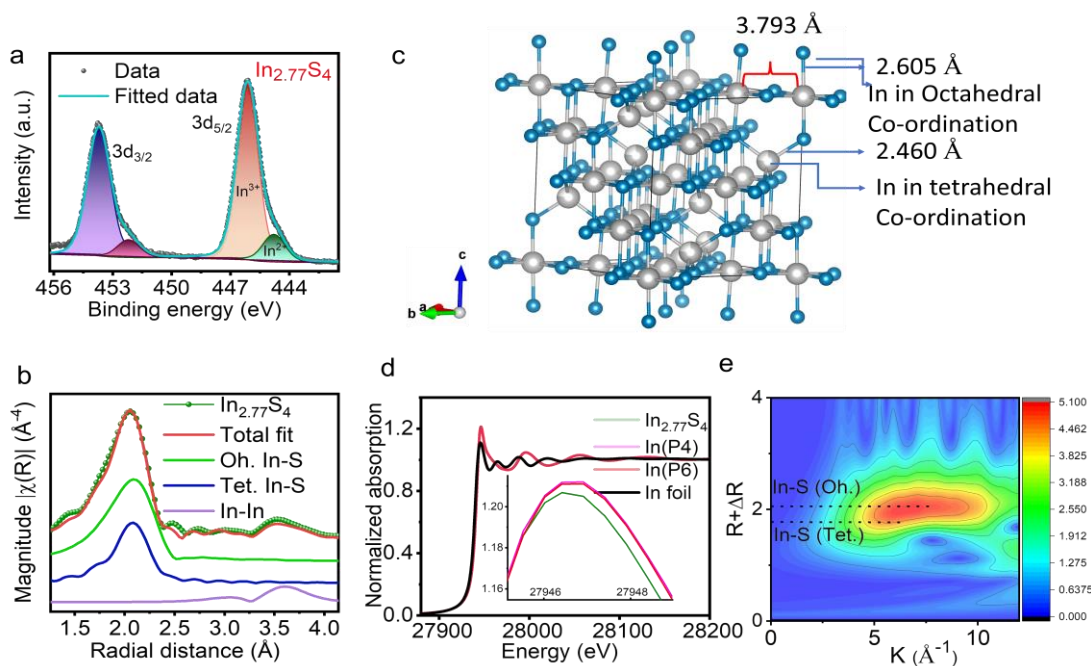 a
Data
Fitted data
In2.77S4
3d3/2
3d5/2
In3+
In2+
Intensity (a.u.)
456 453 450 447 444
Binding energy (eV)
c
3.793 Å
2.605 Å
In in Octahedral
Co-ordination
2.460 Å
In in tetrahedral
Co-ordination
c
a
b
b
In2.77S4
Total fit
Oh. In-S
Tet. In-S
In-In
Magnitude |χ(R)| (Å-4)
1.5 2.0 2.5 3.0 3.5 4.0
Radial distance (Å)
d
In2.77S4
In(P4)
In(P6)
In foil
Normalized absorption
1.2
0.8
0.4
0.0
1.20
1.18
1.16
27946 27948
27900 28000 28100 28200
Energy (eV)
e
R+ΔR
4
3
2
1
0
In-S (Oh.)
In-S (Tet.)
0 5 10
K (Å-1)
5.100
4.462
3.825
3.188
2.550
1.913
1.275
0.6375
0.000